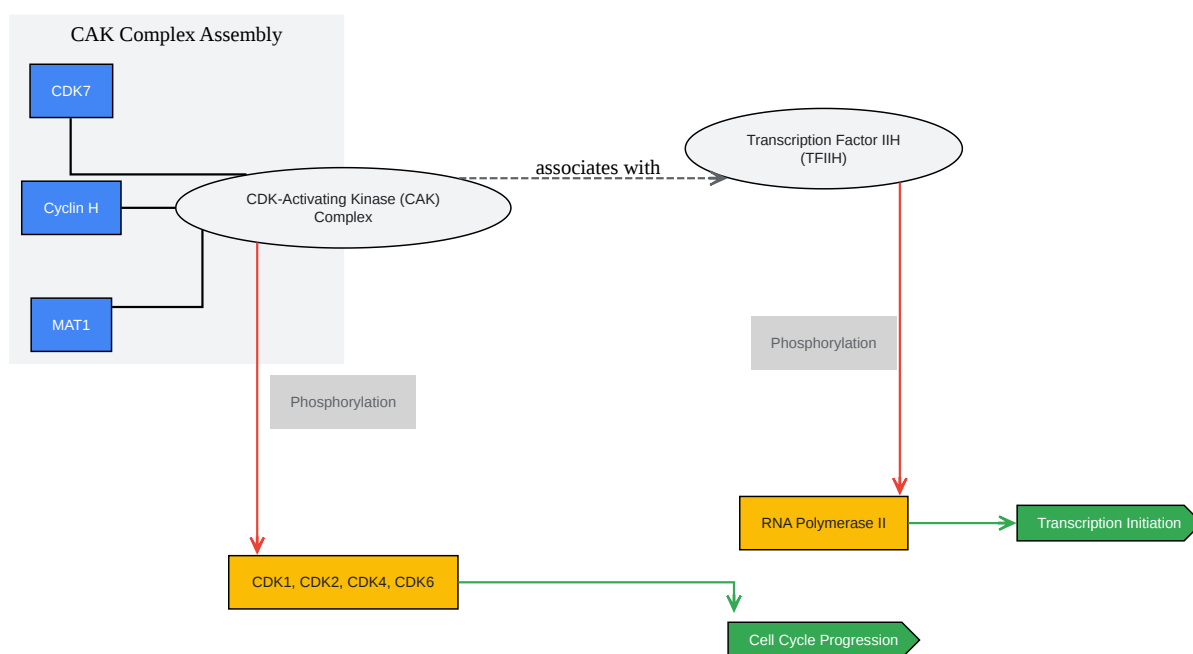 CAK Complex Assembly
CDK7
Cyclin H
MAT1
CDK-Activating Kinase (CAK)
Complex
associates with
Transcription Factor IIH
(TFIIH)
Phosphorylation
Phosphorylation
RNA Polymerase II
Transcription Initiation
CDK1, CDK2, CDK4, CDK6
Cell Cycle Progression